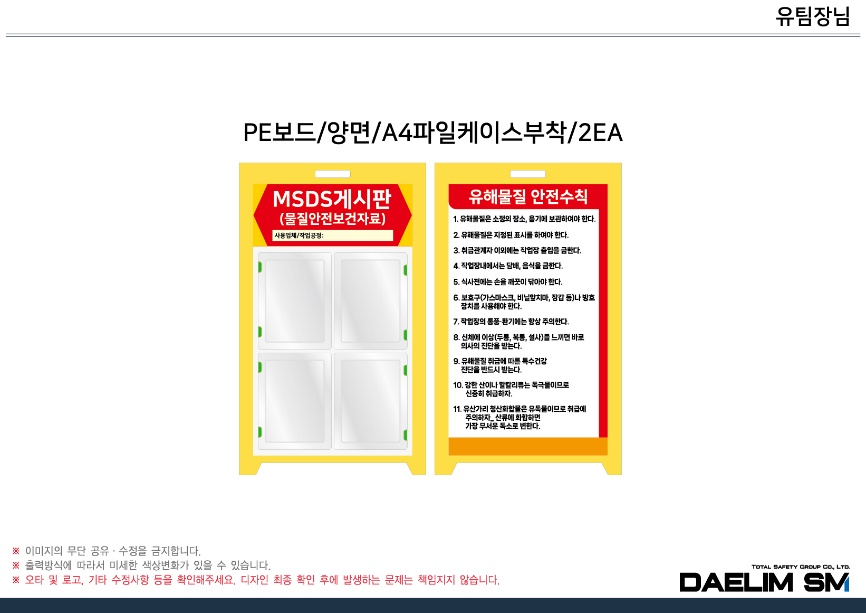 유팀장님
PE보드/양면/A4파일케이스부착/2EA
MSDS게시판
(물질안전보건자료)
사용업체/작업공정:
유해물질 안전수칙
1. 유해물질은 소정의 장소, 용기에 보관하여야 한다.
2. 유해물질은 지정된 표시를 하여야 한다.
3. 취급관계자 이외에는 작업장 출입을 금한다.
4. 작업장내에서는 담배, 음식을 금한다.
5. 식사전에는 손을 깨끗이 닦아야 한다.
6. 보호구(가스마스크, 비닐앞치마, 장갑 등)나 방호
장치를 사용해야 한다.
7. 작업장의 통풍·환기에는 항상 주의한다.
8. 신체에 이상(두통, 복통, 설사)를 느끼면 바로
의사의 진단을 받는다.
9. 유해물질 취급에 따른 특수건강
진단을 반드시 받는다.
10. 강한 산이나 알칼리류는 독극물이므로
신중히 취급하자.
11. 유산가리 청산화합물은 유독물이므로 취급에
주의하자_ 산류에 화합하면
가장 무서운 독소로 변한다.
※ 이미지의 무단 공유·수정을 금지합니다.
※ 출력방식에 따라서 미세한 색상변화가 있을 수 있습니다.
※ 오타 및 로고, 기타 수정사항 등을 확인해주세요. 디자인 최종 확인 후에 발생하는 문제는 책임지지 않습니다.
TOTAL SAFETY GROUP CO., LTD.
DAELIM SM